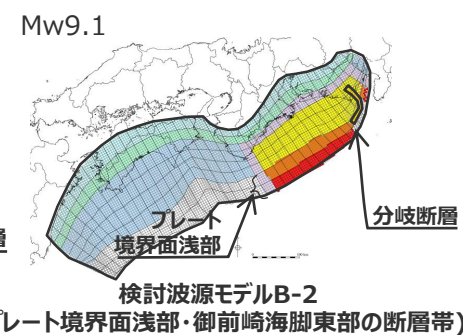 Mw9.1
プレート
境界面浅部
分岐断層
層
検討波源モデルB-2
プレート境界面浅部・御前崎海脚東部の断層帯)